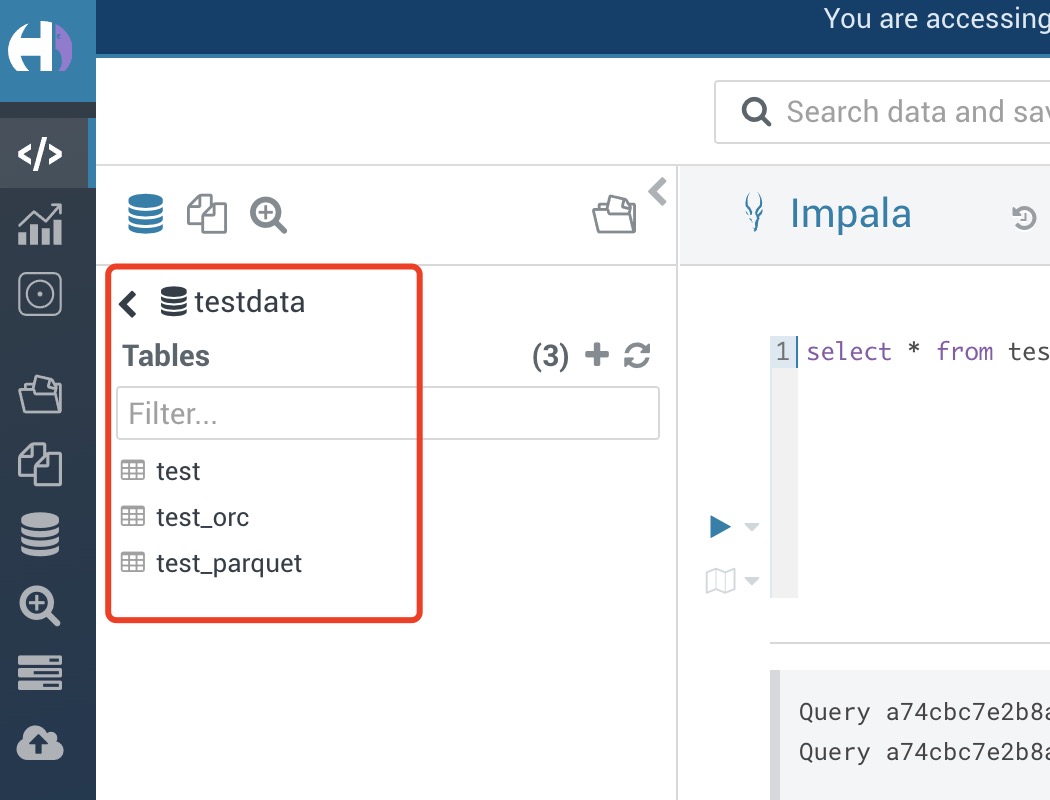 You are accessing
Search data and sav
Impala
testdata
Tables (3)
Filter...
test
test_orc
test_parquet
1 select * from tes
Query a74cbc7e2b8a
Query a74cbc7e2b8a